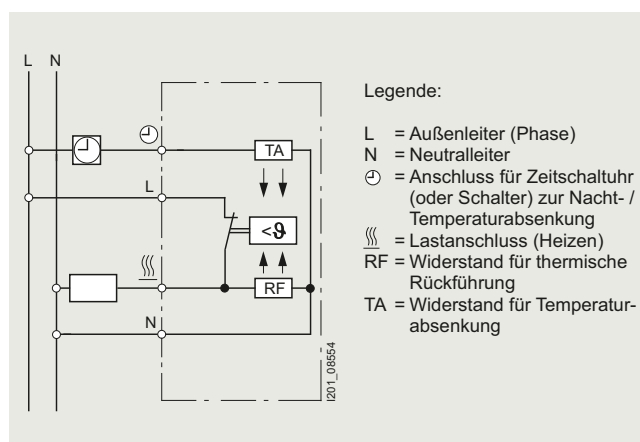 L N
TA
L
<ϑ
RF
N
I201_08554
Legende:
L = Außenleiter (Phase)
N = Neutralleiter
= Anschluss für Zeitschaltuhr
(oder Schalter) zur Nacht- /
Temperaturabsenkung
= Lastanschluss (Heizen)
RF = Widerstand für thermische
Rückführung
TA = Widerstand für Temperatur-
absenkung